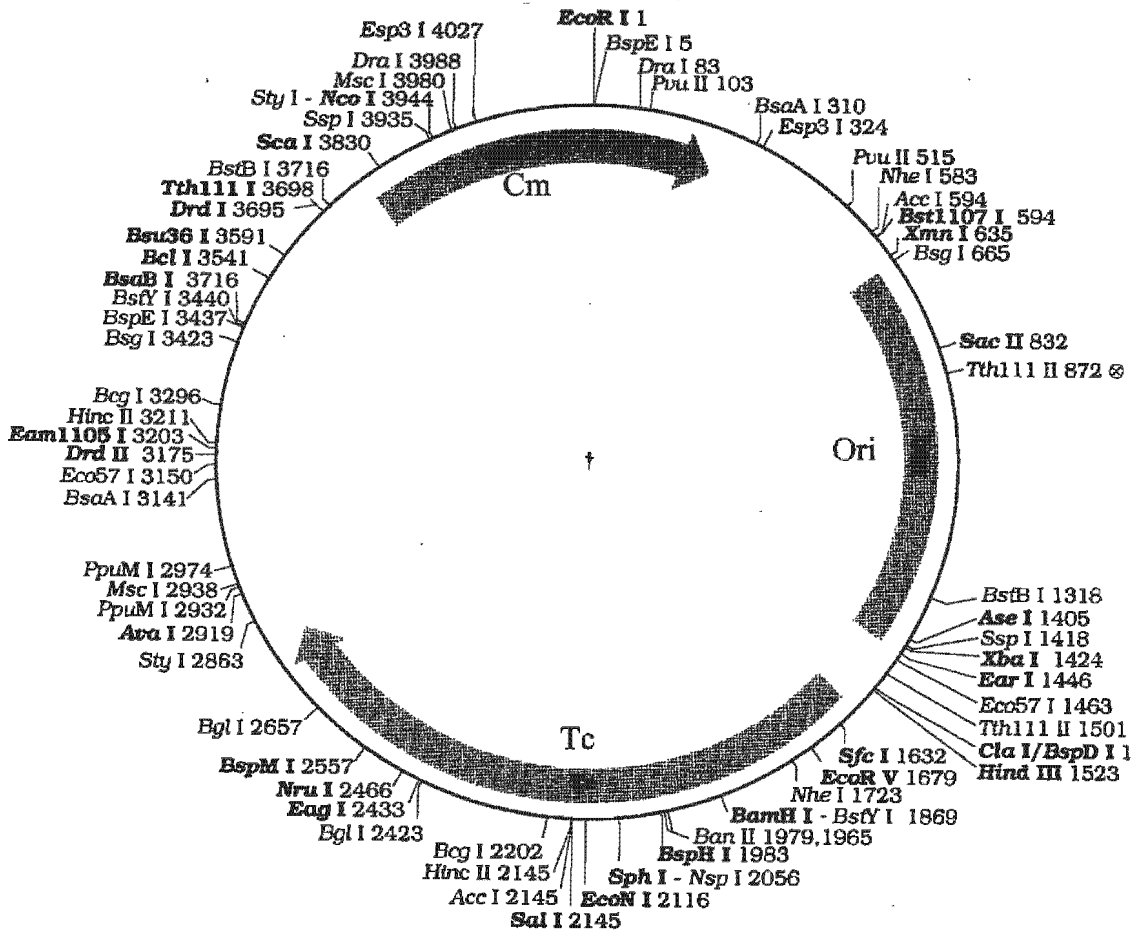 EcoR I 1
BspE I 5
Dra I 83
Pvu II 103
BsaA I 310
Esp3 I 324
Pvu II 515
Nhe I 583
Acc I 594
Bst1107 I 594
Xmn I 635
Bsg I 665
Sac II 832
Tth111 II 872 ⊗
BstB I 1318
Ase I 1405
Ssp I 1418
Xba I 1424
Ear I 1446
Eco57 I 1463
Tth111 II 1501
Cla I/BspD I 1
Hind III 1523
Sfc I 1632
EcoR V 1679
Nhe I 1723
BamH I - BstY I 1869
Ban II 1979,1965
BspH I 1983
Sph I - Nsp I 2056
EcoN I 2116
Sal I 2145
Acc I 2145
Hinc II 2145
Bcg I 2202
Bgl I 2423
Eag I 2433
Nru I 2466
BspM I 2557
Bgl I 2657
Sty I 2863
Ava I 2919
PpuM I 2932
Msc I 2938
PpuM I 2974
BsaA I 3141
Eco57 I 3150
Drd II 3175
Eam1105 I 3203
Hinc II 3211
Bcg I 3296
Bsg I 3423
BspE I 3437
BstY I 3440
BsaB I 3716
Bcl I 3541
Bsu36 I 3591
Drd I 3695
Tth111 I 3698
BstB I 3716
Sca I 3830
Ssp I 3935
Sty I - Nco I 3944
Msc I 3980
Dra I 3988
Esp3 I 4027
Cm
Ori
Tc